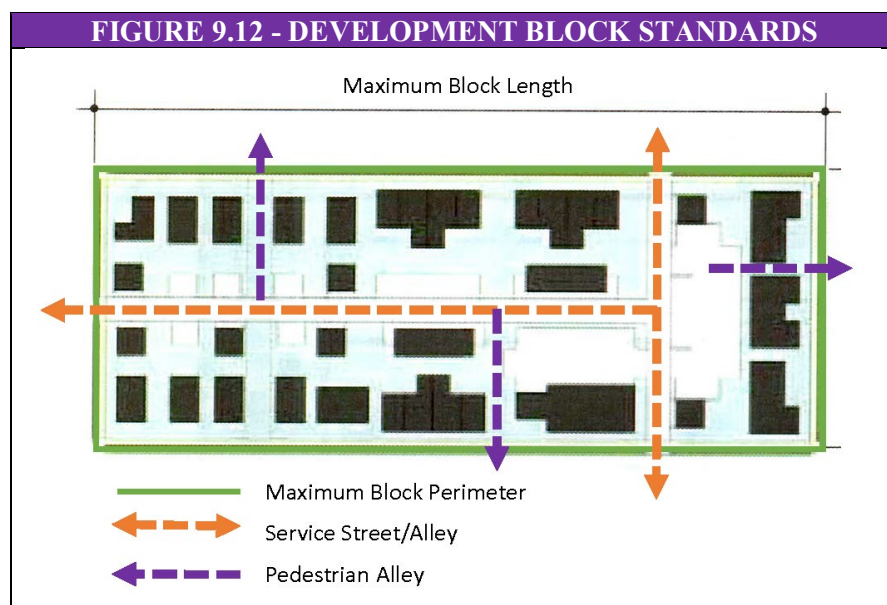 FIGURE 9.12 - DEVELOPMENT BLOCK STANDARDS
Maximum Block Length
Maximum Block Perimeter
Service Street/Alley
Pedestrian Alley